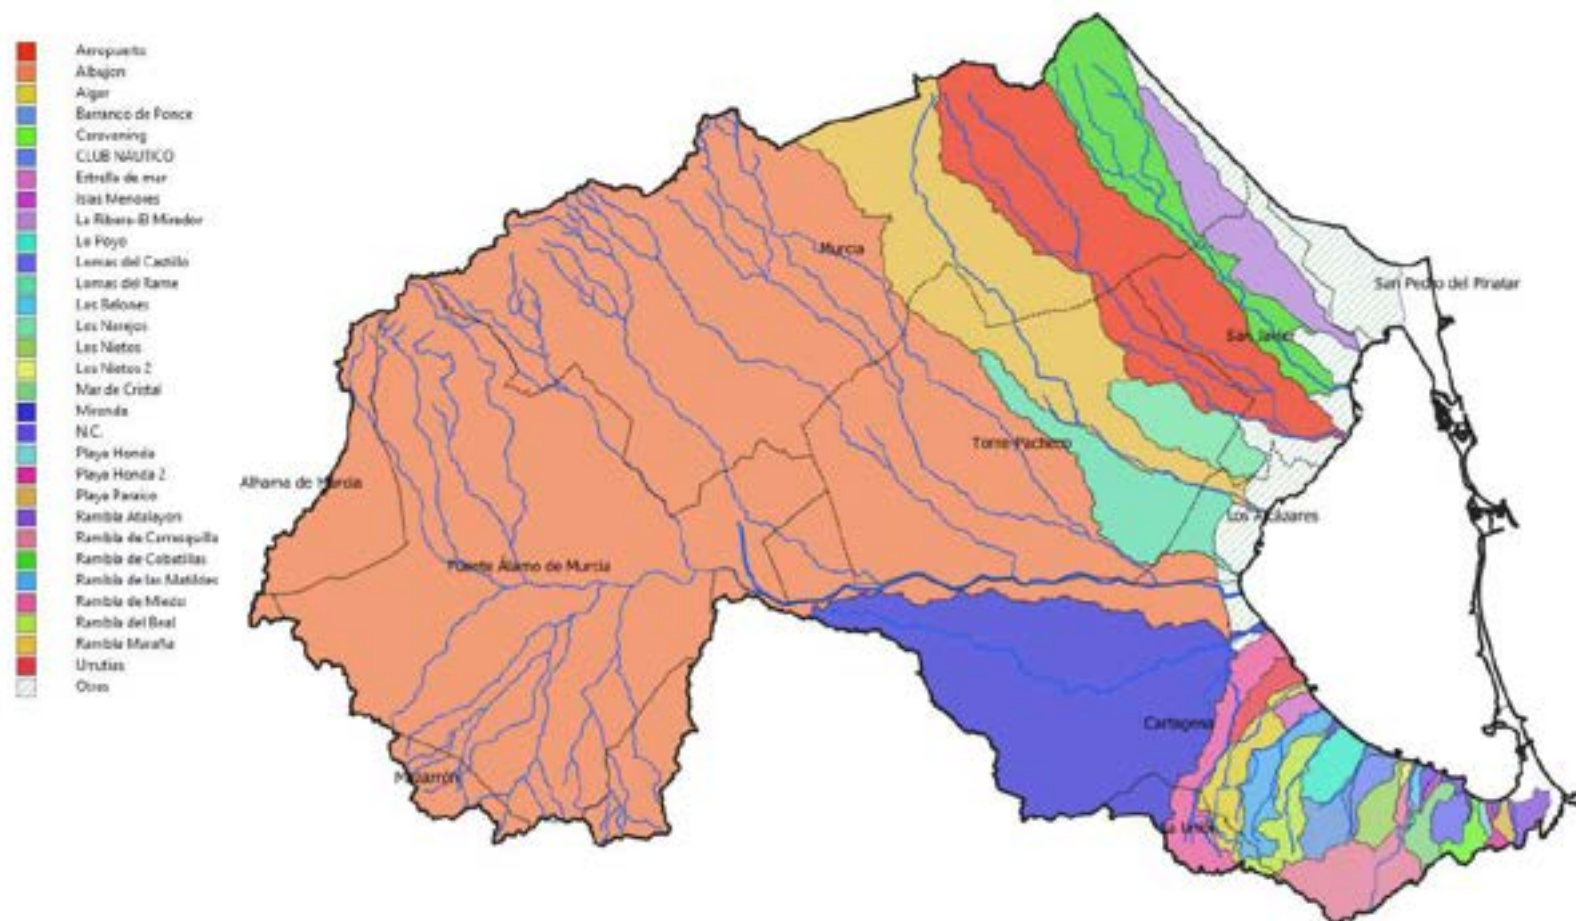 Aeropuerto
Albujon
Algar
Barranco de Ponce
Caravaning
CLUB NAUTICO
Estrella de mar
Islas Menores
La Ribera-El Mirador
Lo Poyo
Lomas del Castillo
Lomas del Rame
Los Belones
Los Narejos
Los Nietos
Los Nietos 2
Mar de Cristal
Miranda
N.C.
Playa Honda
Playa Honda 2
Playa Paraiso
Rambla Atalayon
Rambla de Carrasquilla
Rambla de Cobatillas
Rambla de las Matildes
Rambla de Miedo
Rambla del Beal
Rambla Maraña
Urrutias
Otras
Murcia
San Pedro del Pinatar
San Javier
Torre-Pacheco
Alhama de Murcia
Los Alcázares
Fuente Álamo de Murcia
Cartagena
Mazarrón
La Unión